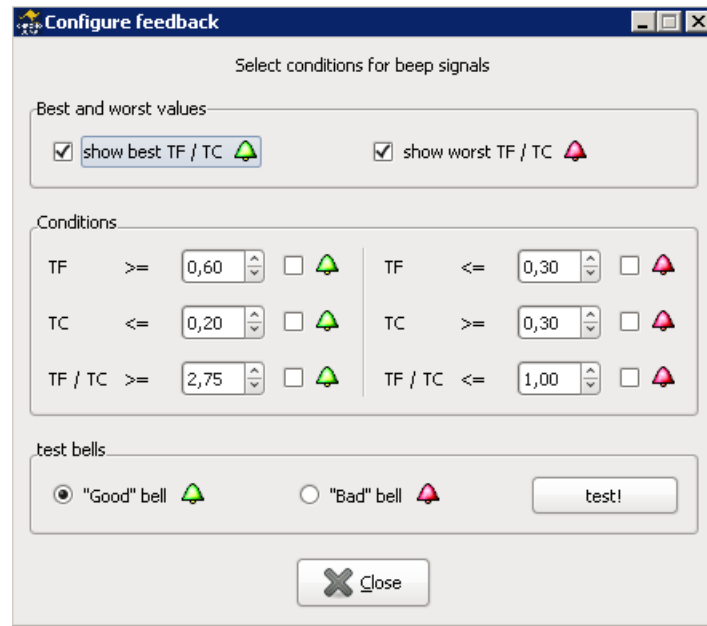 Configure feedback
Select conditions for beep signals
Best and worst values
show best TF / TC show worst TF / TC
Conditions
TF >= 0,60 TF <= 0,30
TC <= 0,20 TC >= 0,30
TF / TC >= 2,75 TF / TC <= 1,00
test bells
"Good" bell "Bad" bell test!
Close